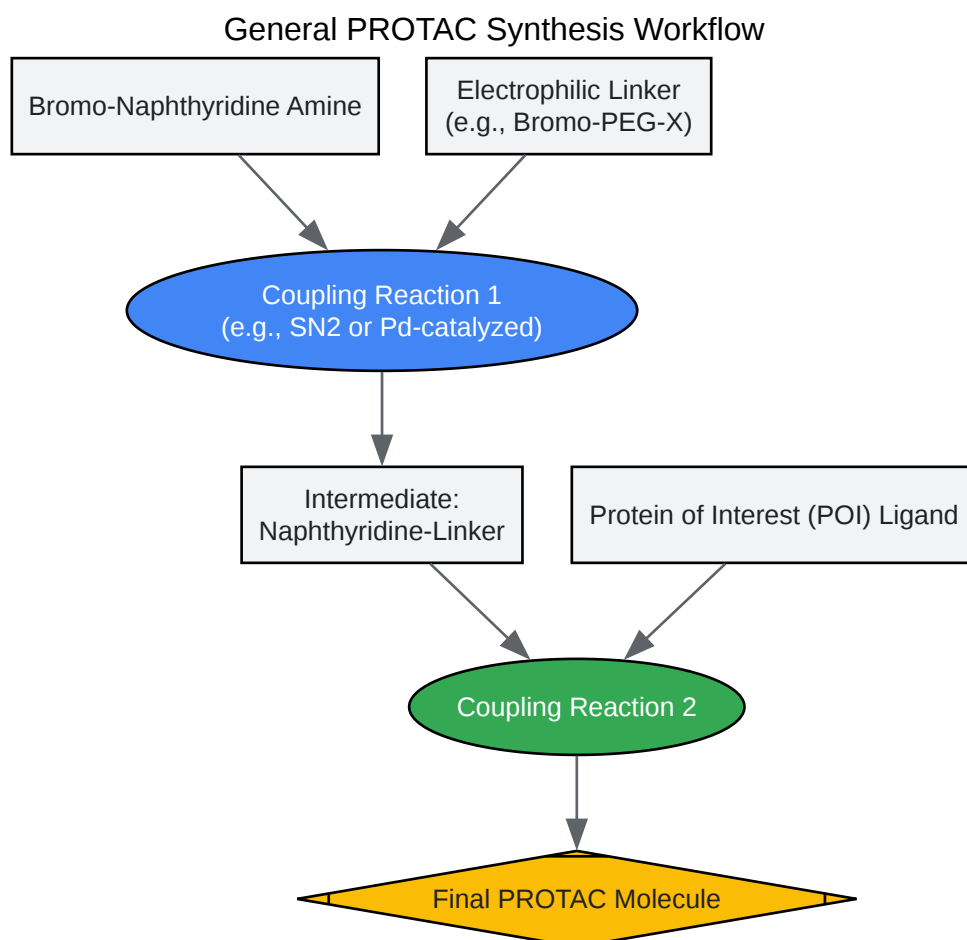 General PROTAC Synthesis Workflow
Bromo-Naphthyridine Amine
Electrophilic Linker
(e.g., Bromo-PEG-X)
Coupling Reaction 1
(e.g., SN2 or Pd-catalyzed)
Intermediate:
Naphthyridine-Linker
Protein of Interest (POI) Ligand
Coupling Reaction 2
Final PROTAC Molecule